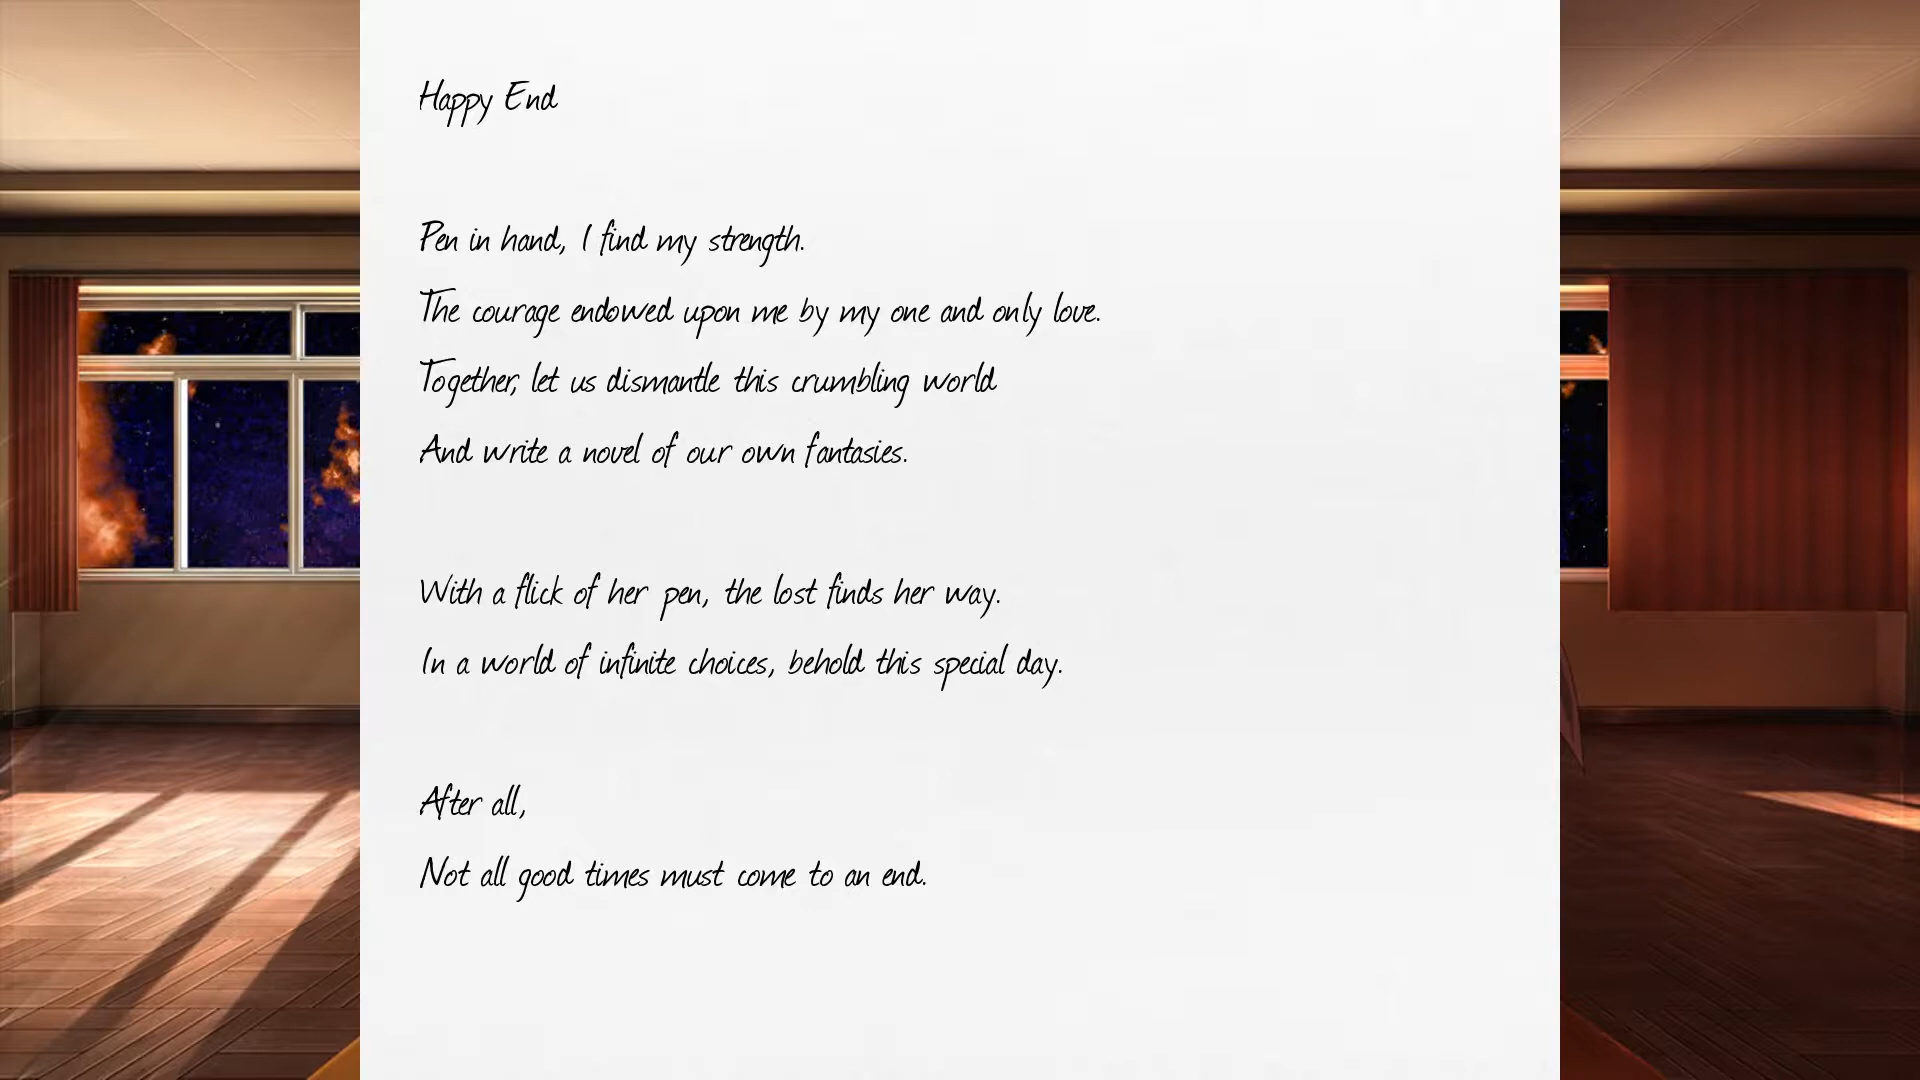 Happy End
Pen in hand, I find my strength.
The courage endowed upon me by my one and only love.
Together, let us dismantle this crumbling world
And write a novel of our own fantasies.
With a flick of her pen, the lost finds her way.
In a world of infinite choices, behold this special day.
After all,
Not all good times must come to an end.